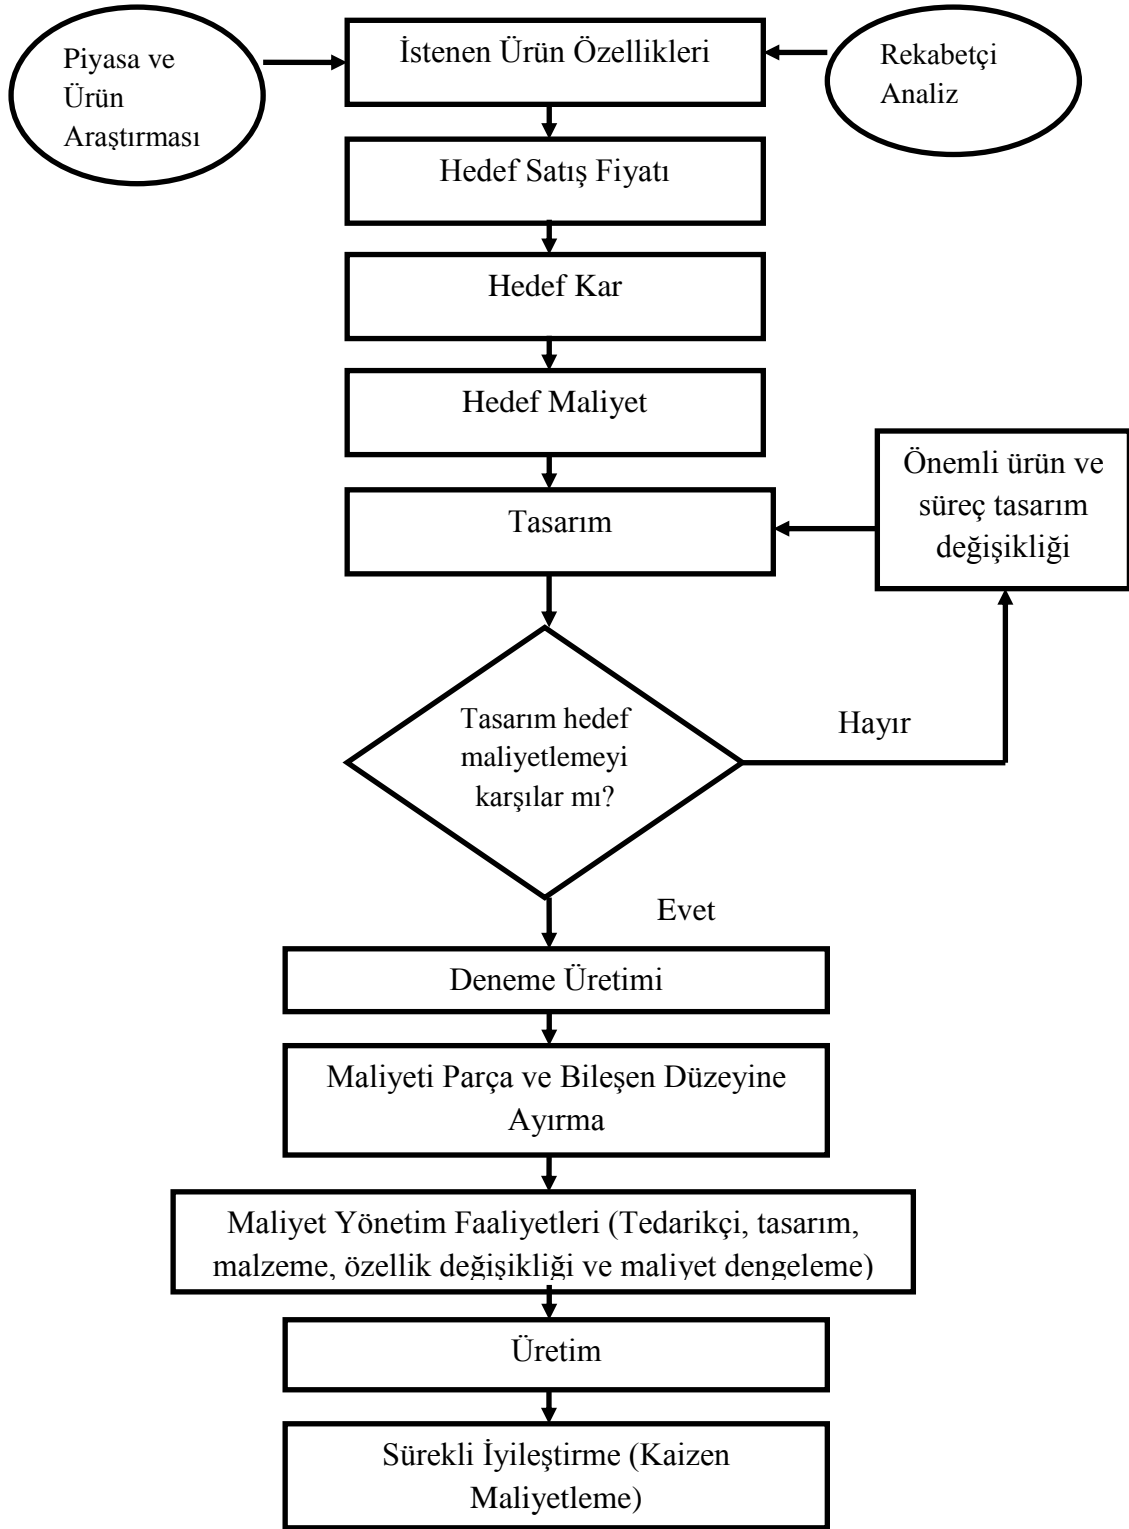 Piyasa ve
Ürün
Araştırması
İstenen Ürün Özellikleri
Rekabetçi
Analiz
Hedef Satış Fiyatı
Hedef Kar
Hedef Maliyet
Önemli ürün ve
süreç tasarım
değişikliği
Tasarım
Tasarım hedef
maliyetlemeyi
karşılar mı?
Hayır
Evet
Deneme Üretimi
Maliyeti Parça ve Bileşen Düzeyine
Ayırma
Maliyet Yönetim Faaliyetleri (Tedarikçi, tasarım,
malzeme, özellik değişikliği ve maliyet dengeleme)
Üretim
Sürekli İyileştirme (Kaizen
Maliyetleme)